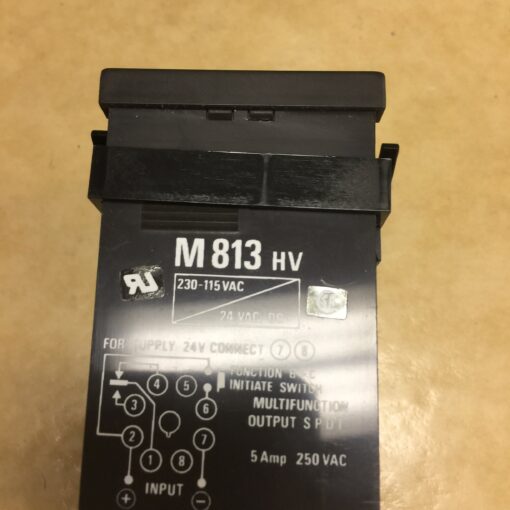 M 813 HV
230-115 VAC
24 VAC-DC
FOR SUPPLY 24V CONNECT 7 8
FUNCTION B &
INITIATE SWITCH
4 5
3 6
MULTIFUNCTION
OUTPUT S P D T
2 7
1 8
5 Amp 250 VAC
INPUT
+ −